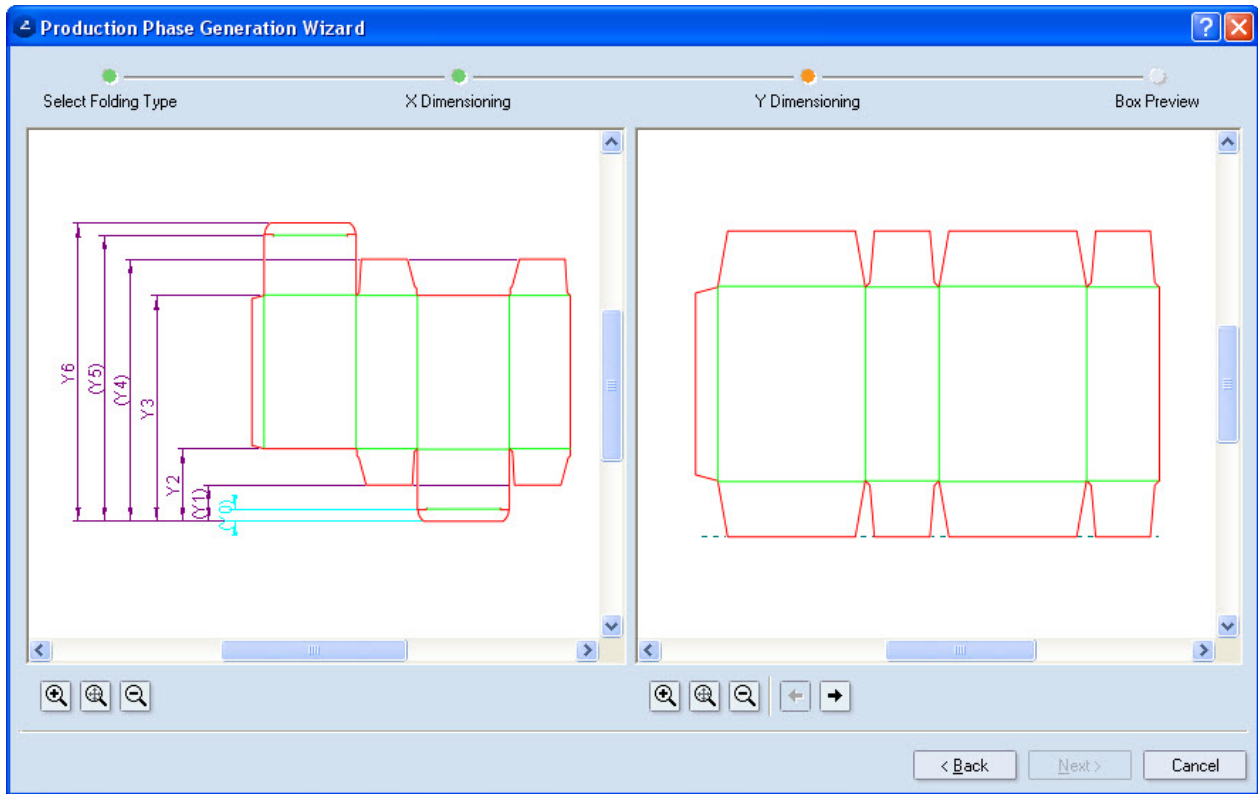 Production Phase Generation Wizard
Select Folding Type
X Dimensioning
Y Dimensioning
Box Preview
Y6
(Y5)
(Y4)
Y3
Y2
(Y1)
(Y0)
< Back
Next >
Cancel